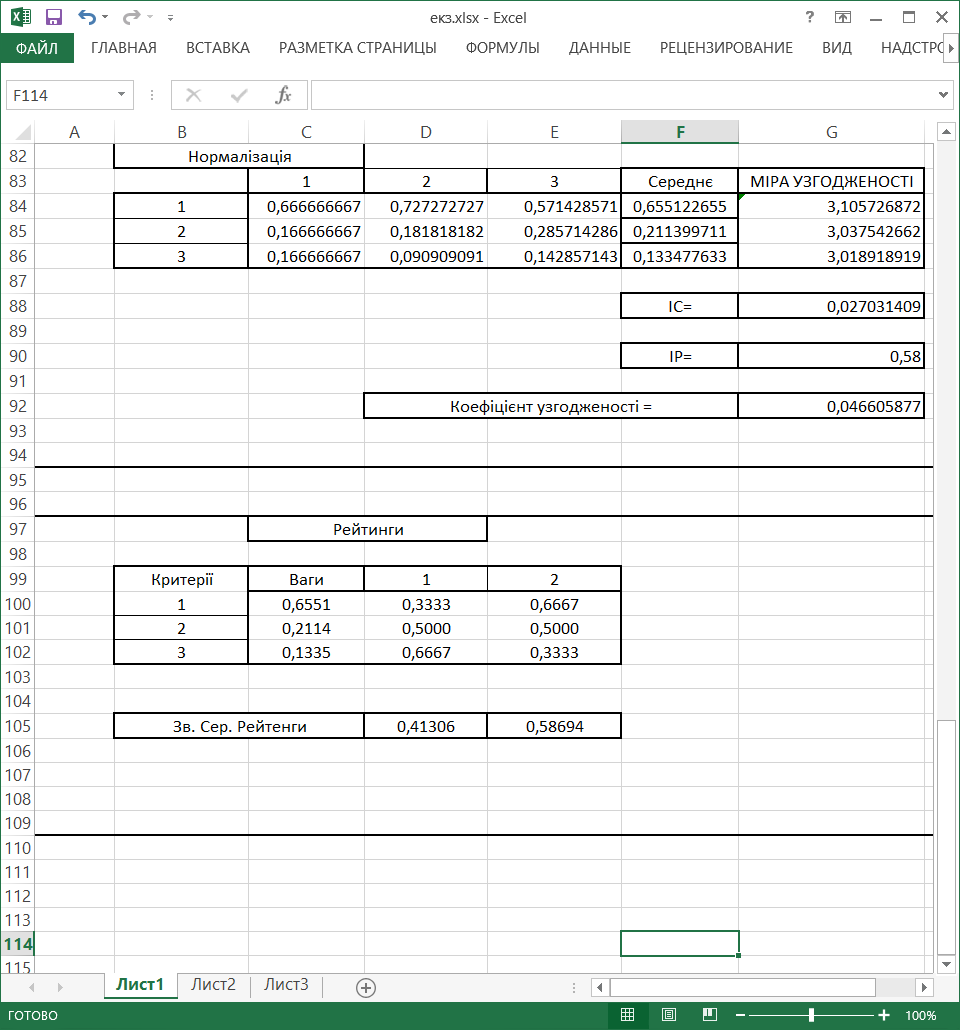 екз.xlsx - Excel
ФАЙЛ ГЛАВНАЯ ВСТАВКА РАЗМЕТКА СТРАНИЦЫ ФОРМУЛЫ ДАННЫЕ РЕЦЕНЗИРОВАНИЕ ВИД НАДСТРО
F114 fx
A B C D E F G
82 Нормалізація
83 1 2 3 Середнє МІРА УЗГОДЖЕНОСТІ
84 1 0,666666667 0,727272727 0,571428571 0,655122655 3,105726872
85 2 0,166666667 0,181818182 0,285714286 0,211399711 3,037542662
86 3 0,166666667 0,090909091 0,142857143 0,133477633 3,018918919
87
88 ІС= 0,027031409
89
90 ІР= 0,58
91
92 Коефіцієнт узгодженості = 0,046605877
93
94
95
96
97 Рейтинги
98
99 Критерії Ваги 1 2
100 1 0,6551 0,3333 0,6667
101 2 0,2114 0,5000 0,5000
102 3 0,1335 0,6667 0,3333
103
104
105 Зв. Сер. Рейтенги 0,41306 0,58694
106
107
108
109
110
111
112
113
114
115
Лист1 Лист2 Лист3
ГОТОВО 100%